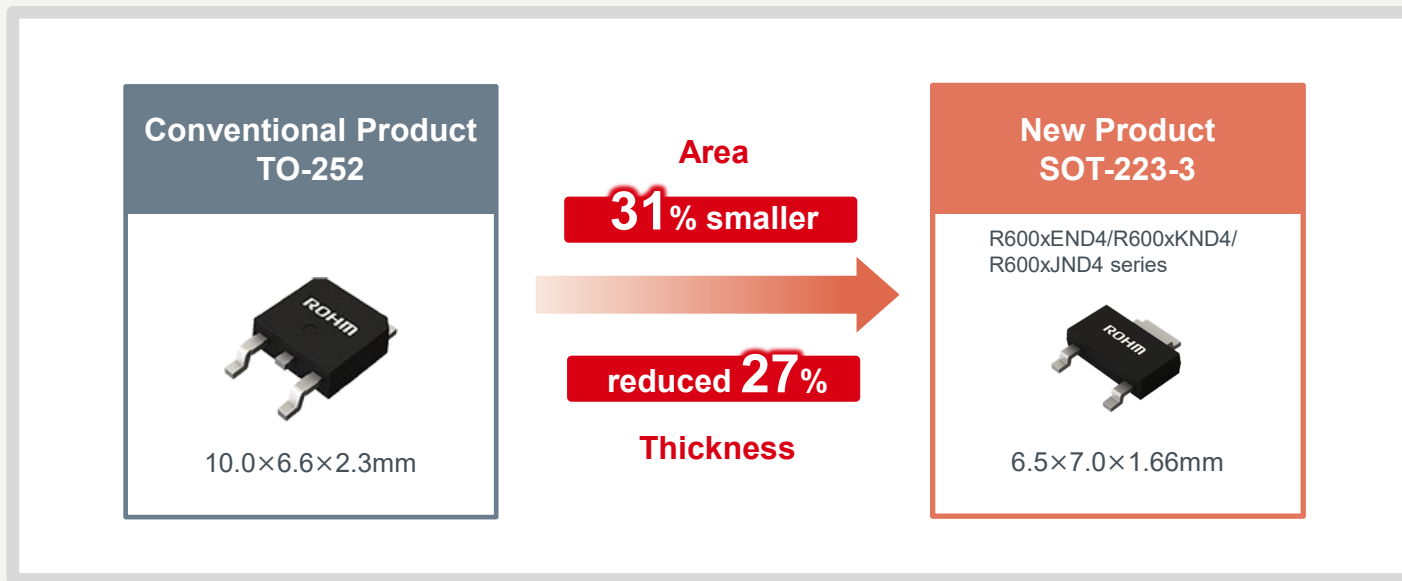 Conventional Product
TO-252
ROHM
10.0×6.6×2.3mm
Area
31% smaller
reduced 27%
Thickness
New Product
SOT-223-3
R600xEND4/R600xKND4/
R600xJND4 series
ROHM
6.5×7.0×1.66mm